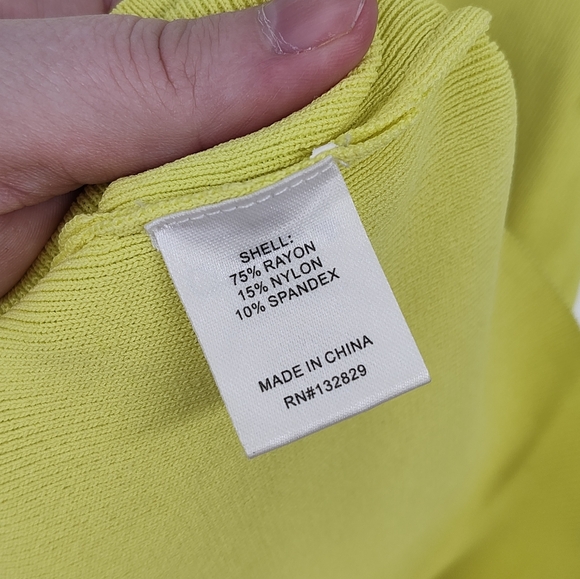 SHELL:
75% RAYON
15% NYLON
10% SPANDEX
MADE IN CHINA
RN#132829